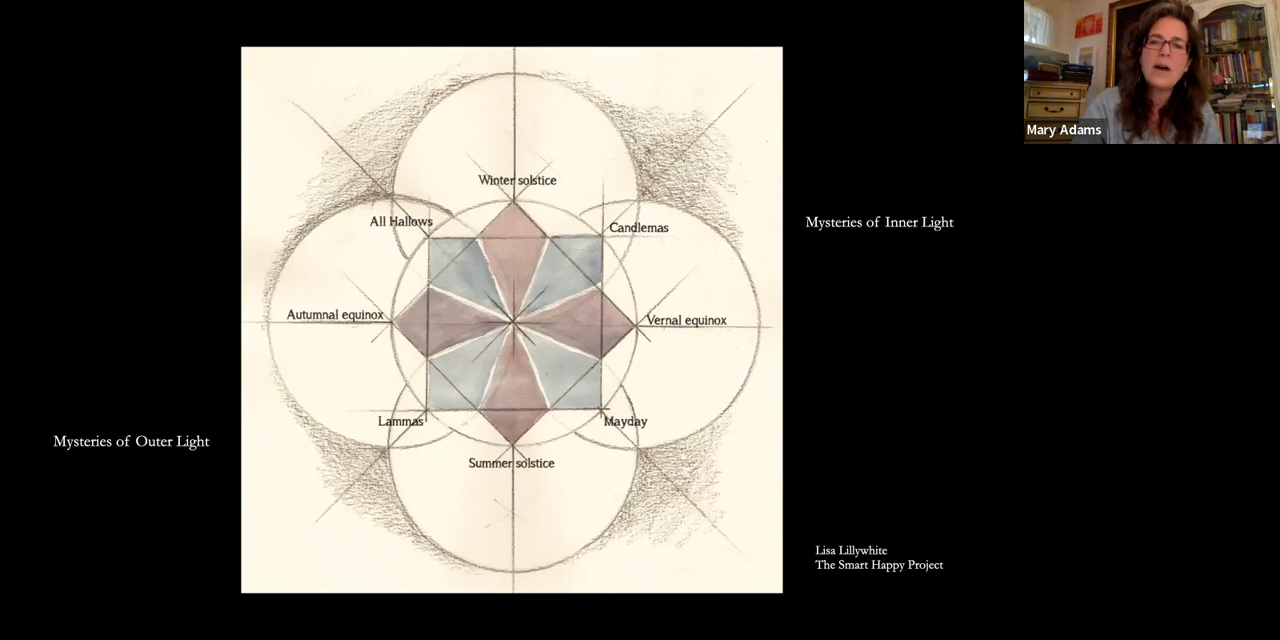 Mary Adams
Winter solstice
All Hallows
Candlemas
Mysteries of Inner Light
Autumnal equinox
Vernal equinox
Lammas
Mayday
Mysteries of Outer Light
Summer solstice
Lisa Lillywhite
The Smart Happy Project